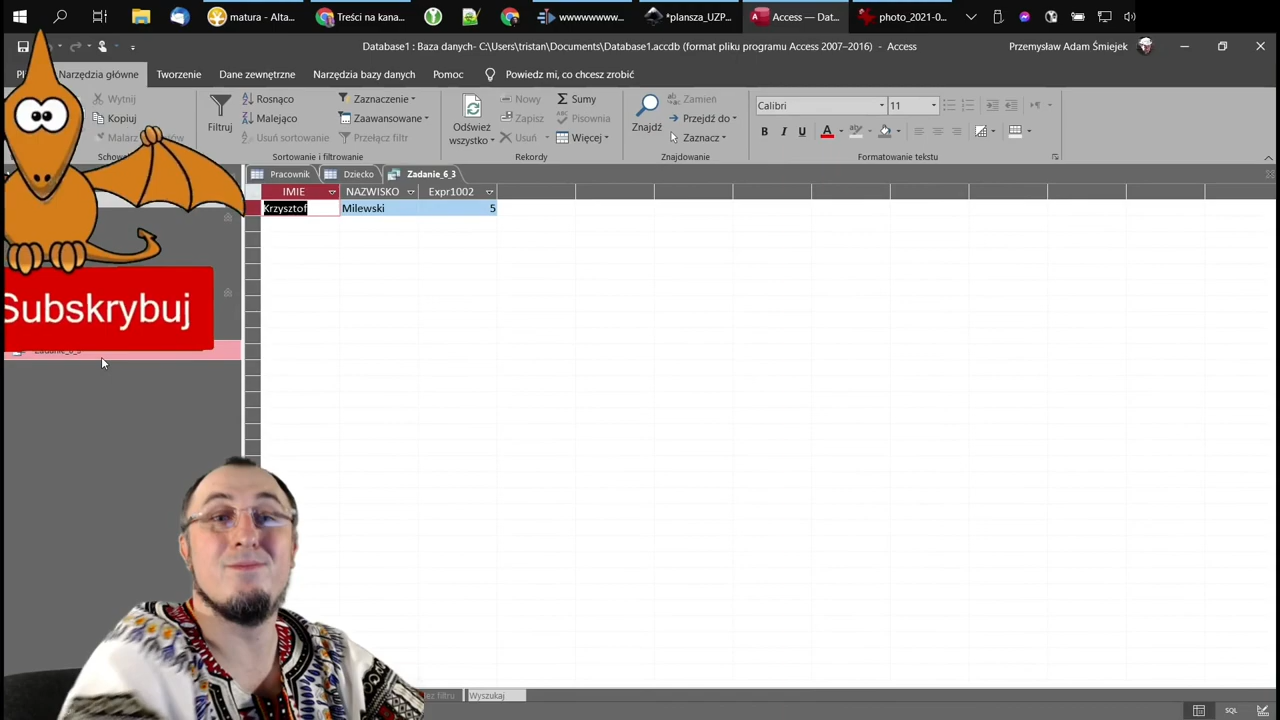 matura - Alta...
Treści na kana...
wwwwwwww...
*plansza_UZP...
Access — Dat...
photo_2021-0...
Database1 : Baza danych- C:\Users\tristan\Documents\Database1.accdb (format pliku programu Access 2007–2016) - Access
Przemysław Adam Śmiejek
Narzędzia główne
Tworzenie
Dane zewnętrzne
Narzędzia bazy danych
Pomoc
Powiedz mi, co chcesz zrobić
Wytnij
Kopiuj
Malarz
Filtruj
Rosnąco
Malejąco
Usuń sortowanie
Zaznaczenie
Zaawansowane
Przełącz filtr
Sortowanie i filtrowanie
Odśwież
wszystko
Nowy
Zapisz
Usuń
Sumy
Pisownia
Więcej
Rekordy
Znajdź
Zamień
Przejdź do
Zaznacz
Znajdowanie
Calibri
11
B I U
Formatowanie tekstu
Pracownik
Dziecko
Zadanie_6_3
IMIE
NAZWISKO
Expr1002
Krzysztof
Milewski
5
Subskrybuj
Wyszukaj
SQL